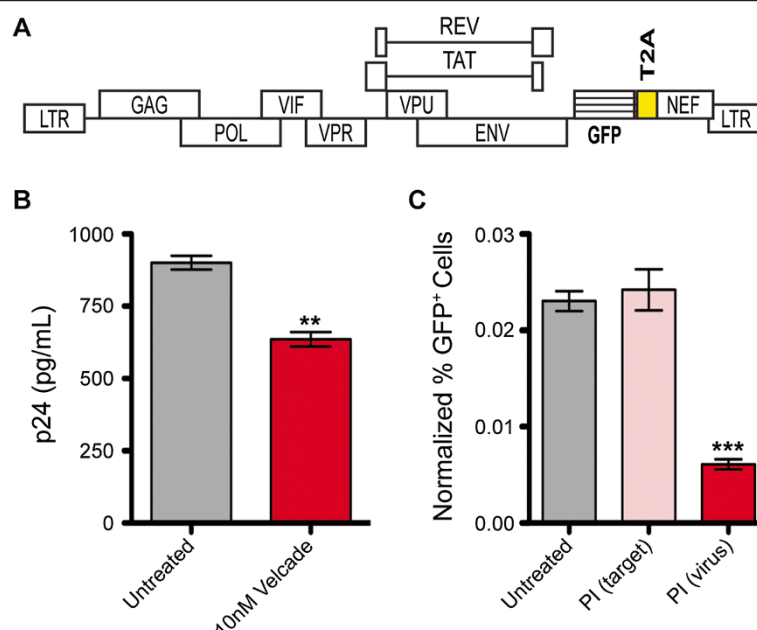 A
REV
TAT
T2A
LTR
GAG
POL
VIF
VPR
VPU
ENV
GFP
NEF
LTR
B
p24 (pg/mL)
1000
750
500
250
0
**
Untreated
10nM Velcade
C
Normalized % GFP+ Cells
0.03
0.02
0.01
0.00
***
Untreated
PI (target)
PI (virus)